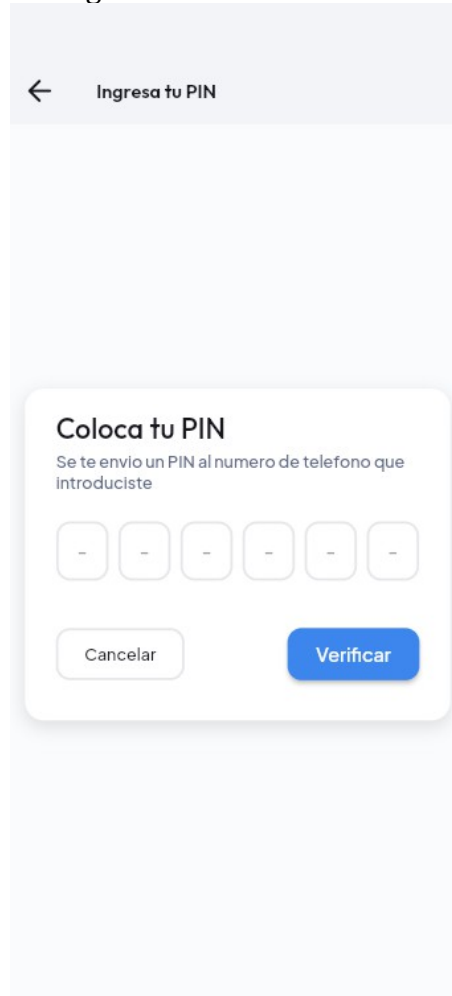 Ingresa tu PIN
Coloca tu PIN
Se te envio un PIN al numero de telefono que
introduciste
- - - - - -
Cancelar
Verificar